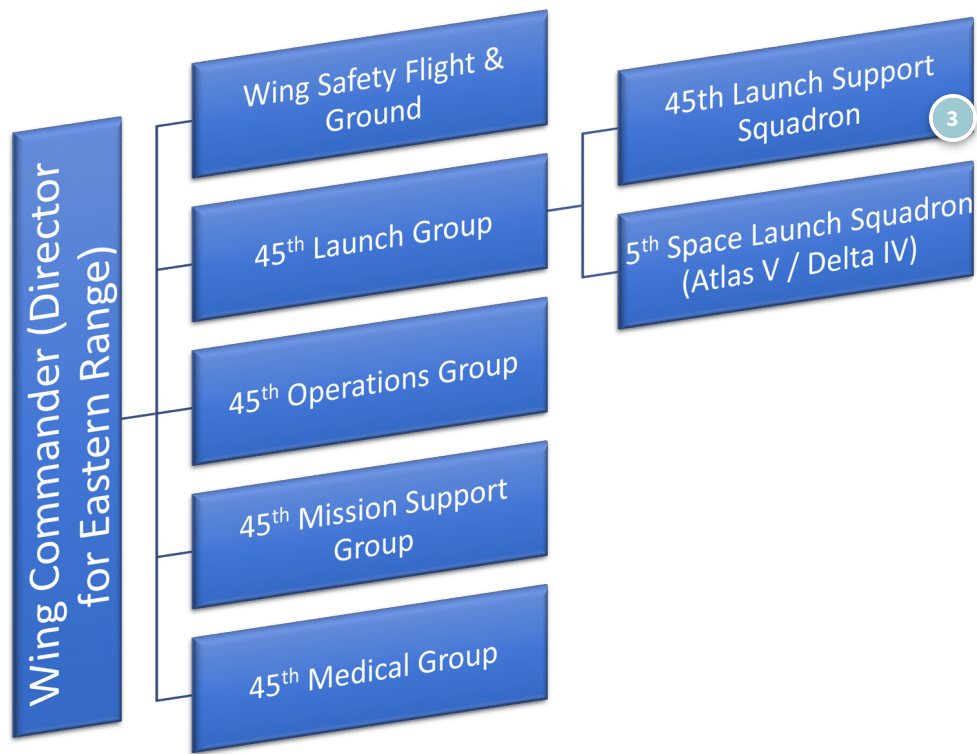 Wing Commander (Director
for Eastern Range)
Wing Safety Flight &
Ground
45th Launch Group
45th Operations Group
45th Mission Support
Group
45th Medical Group
45th Launch Support
Squadron
3
5th Space Launch Squadron
(Atlas V / Delta IV)